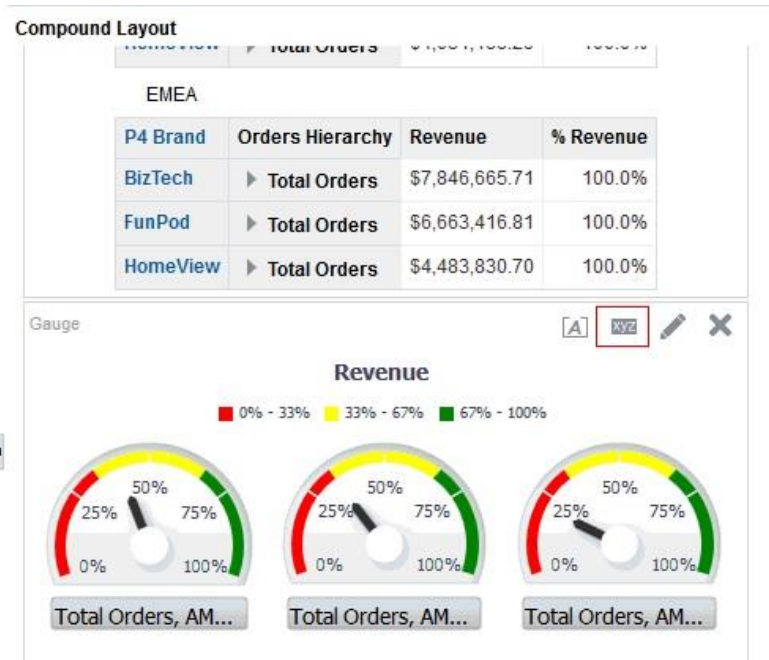 Compound Layout
Total Orders
EMEA
P4 Brand Orders Hierarchy Revenue % Revenue
BizTech Total Orders $7,846,665.71 100.0%
FunPod Total Orders $6,663,416.81 100.0%
HomeView Total Orders $4,483,830.70 100.0%
Gauge
A xyz
Revenue
0% - 33% 33% - 67% 67% - 100%
50% 50% 50%
25% 75% 25% 75% 25% 75%
0% 100% 0% 100% 0% 100%
Total Orders, AM... Total Orders, AM... Total Orders, AM...